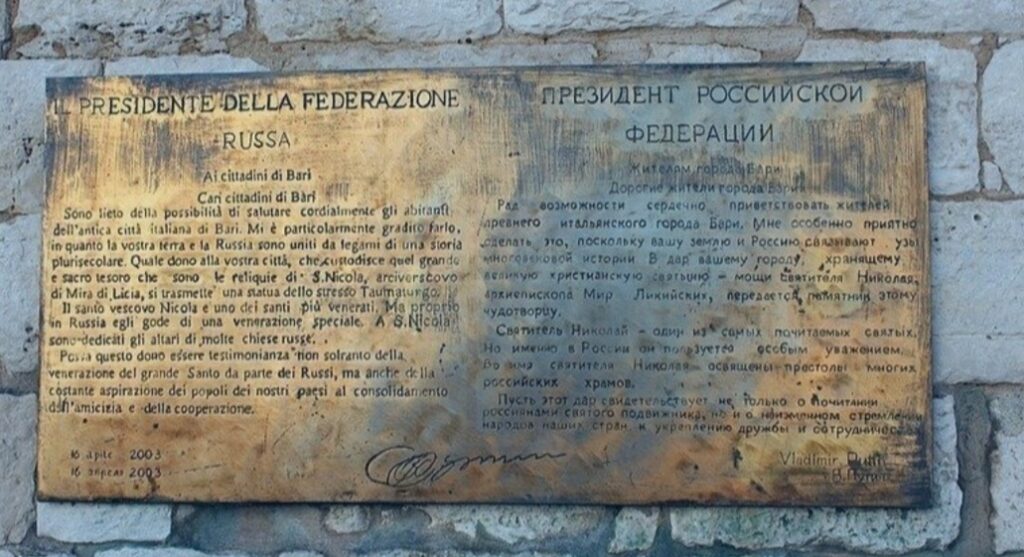 IL PRESIDENTE DELLA FEDERAZIONE
RUSSA
Ai cittadini di Bari
Cari cittadini di Bari
Sono lieto della possibilità di salutare cordialmente gli abitanti
dell'antica città italiana di Bari. Mi è particolarmente gradito farlo,
in quanto la vostra terra e la Russia sono uniti da legami di una storia
plurisecolare. Quale dono alla vostra città, che custodisce quel grande
e sacro tesoro che sono le reliquie di S.Nicola, arciverscovo
di Mira di Licia, si trasmette una statua dello stresso Taumaturgo.
Il santo vescovo Nicola e uno dei santi più venerati. Ma proprio
in Russia egli gode di una venerazione speciale. A S.Nicola
sono dedicati gli altari di molte chiese russe.
Possa questo dono essere testimonianza non solranto della
venerazione del grande Santo da parte dei Russi, ma anche della
costante aspirazione dei popoli dei nostri paesi al consolidamento
dell'amicizia e della cooperazione.
16 aprile 2003
16 апреля 2003
ПРЕЗИДЕНТ РОССИЙСКОЙ
ФЕДЕРАЦИИ
Жителям города Бари
Дорогие жители города Бари
Рад возможности сердечно приветствовать жителей
древнего итальянского города Бари. Мне особенно приятно
сделать это, поскольку вашу землю и Россию связывают узы
многовековой истории. В дар вашему городу, хранящему
великую христианскую святыню - мощи святителя Николая,
архиепископа Мир Ликийских, передается памятник этому
чудотворцу.
Святитель Николай - один из самых почитаемых святых.
Но именно в России он пользуется особым уважением.
Во имя святителя Николая освящены престолы многих
российских храмов.
Пусть этот дар свидетельствует не только о почитании
россиянами святого подвижника, но и о неизменном стремлении
народов наших стран к укреплению дружбы и сотрудничества
Vladimir Putin
В.Путин